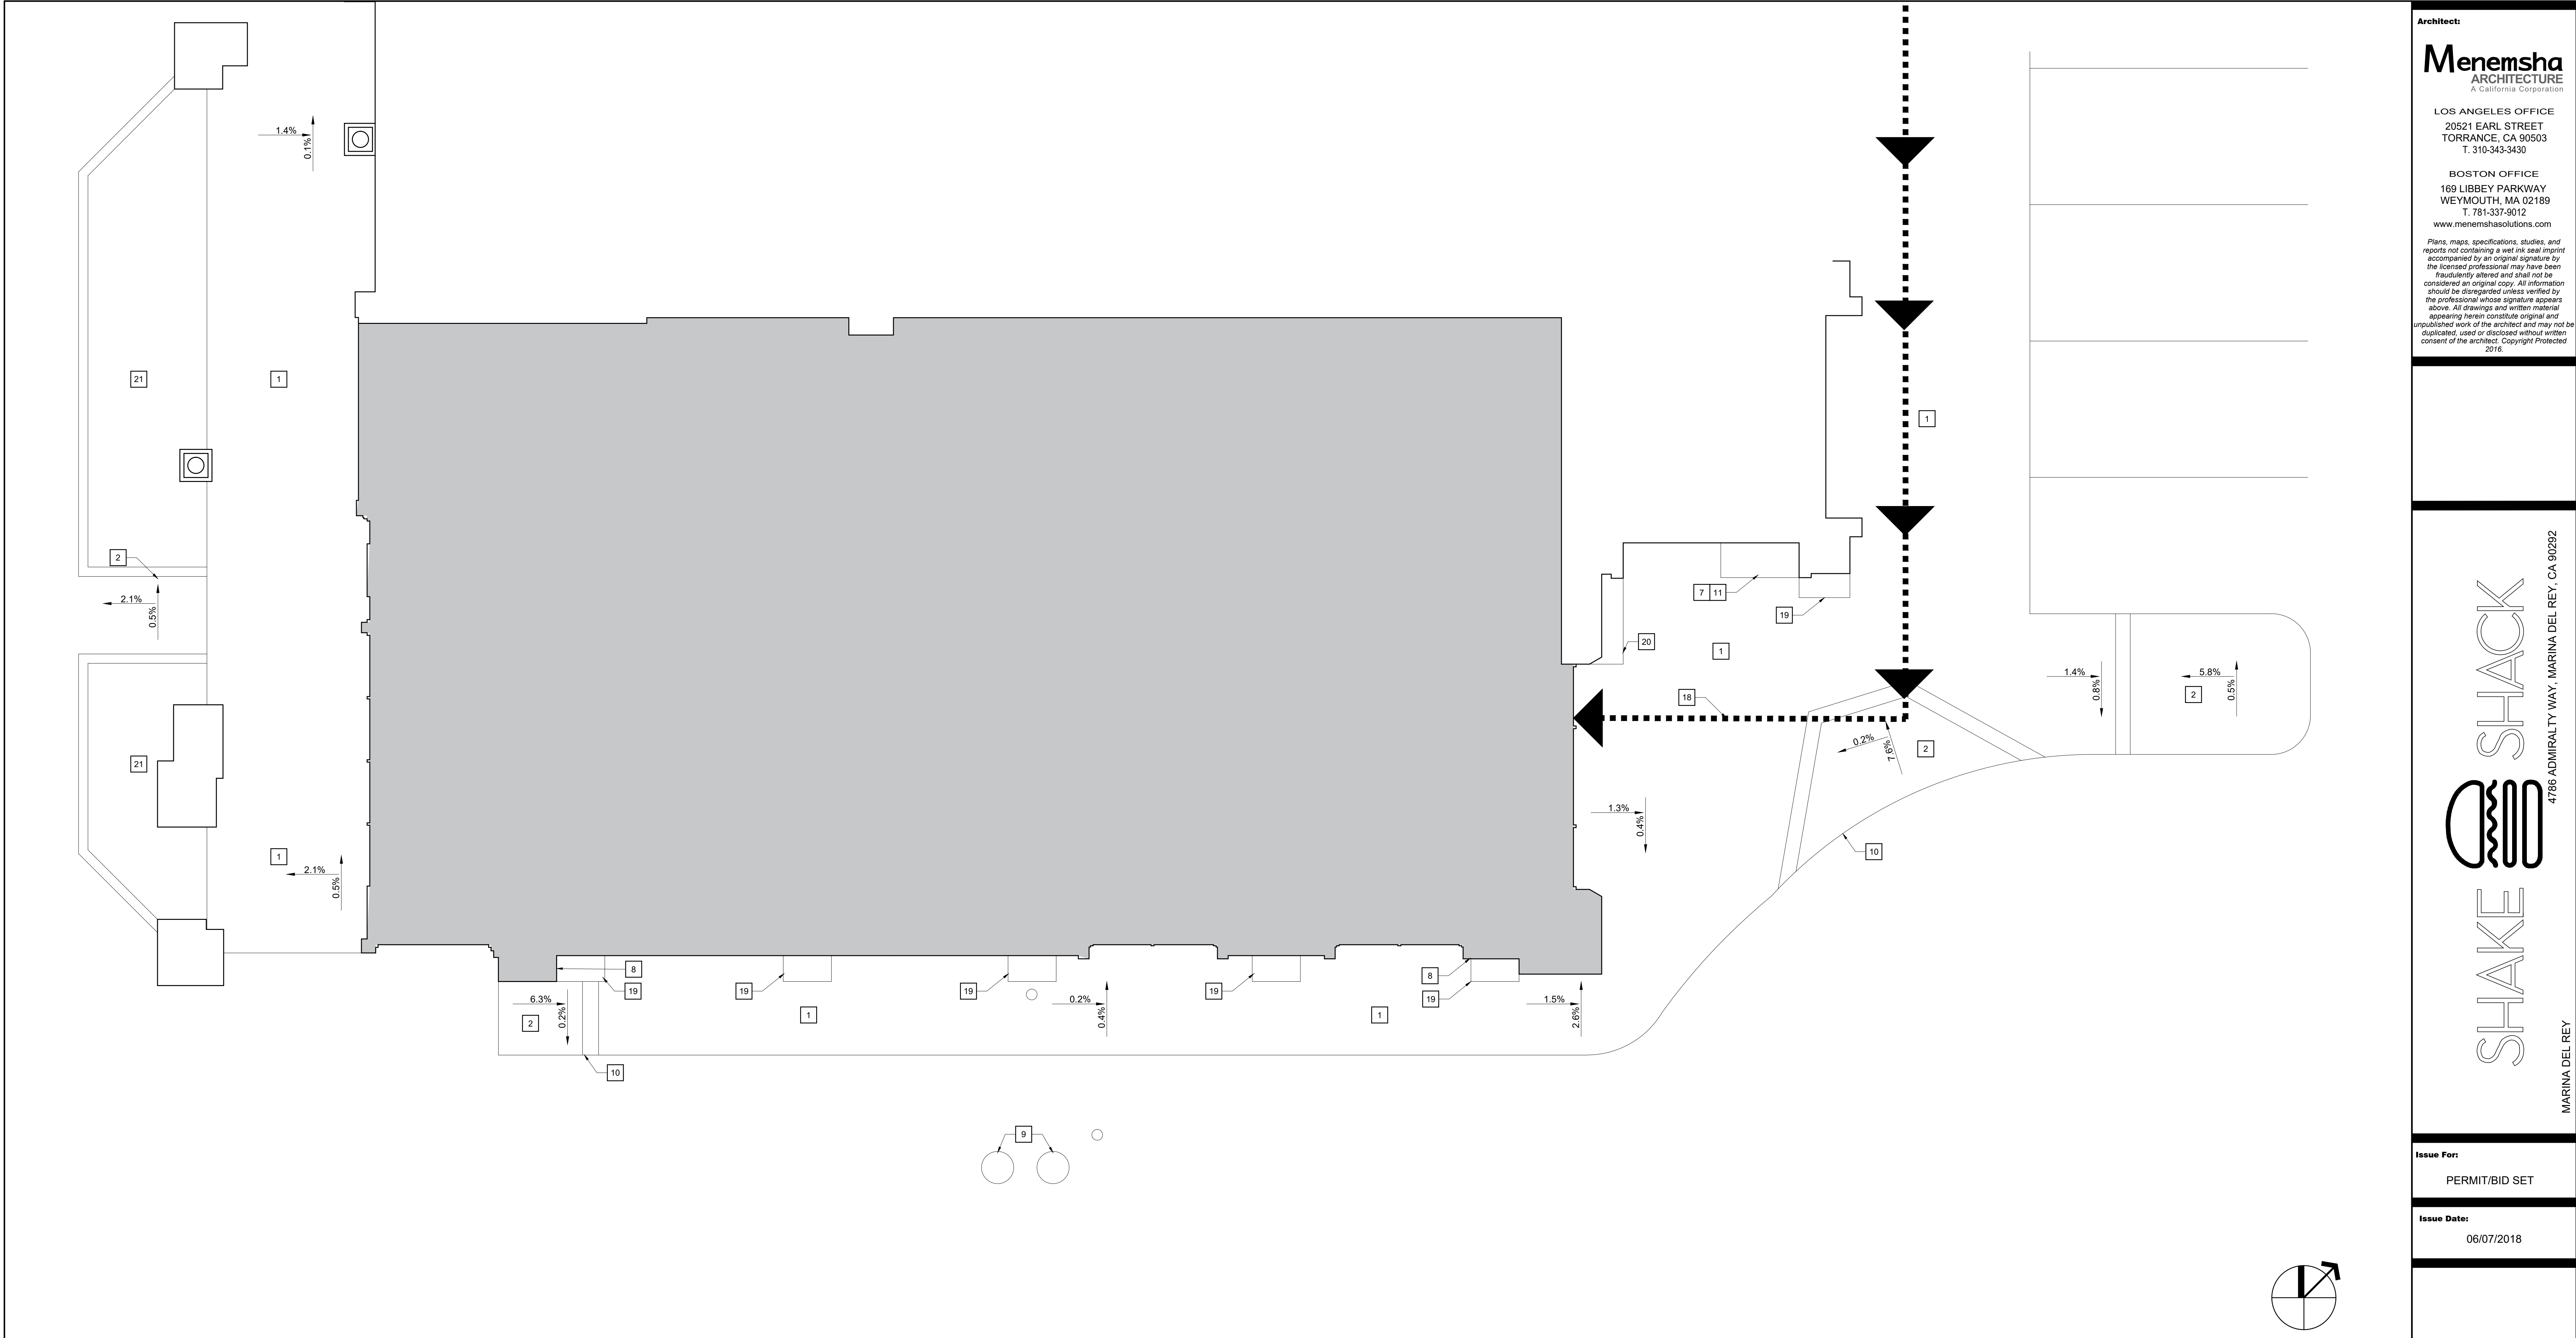 1.4%
0.1%
21
1
2
2.1%
0.5%
21
1
2.1%
0.5%
1
7 11
19
20
1
18
0.2%
7.6%
2
1.4%
0.8%
5.8%
0.5%
2
1.3%
0.4%
10
8
19
19
19
19
8
19
6.3%
0.2%
2
1
0.2%
0.4%
1
1.5%
2.6%
10
9
Architect:
Menemsha
ARCHITECTURE
A California Corporation
LOS ANGELES OFFICE
20521 EARL STREET
TORRANCE, CA 90503
T. 310-343-3430
BOSTON OFFICE
169 LIBBEY PARKWAY
WEYMOUTH, MA 02189
T. 781-337-9012
www.menemshasolutions.com
Plans, maps, specifications, studies, and
reports not containing a wet ink seal imprint
accompanied by an original signature by
the licensed professional may have been
fraudulently altered and shall not be
considered an original copy. All information
should be disregarded unless verified by
the professional whose signature appears
above. All drawings and written material
appearing herein constitute original and
unpublished work of the architect and may not be
duplicated, used or disclosed without written
consent of the architect. Copyright Protected
2016.
SHAKE SHACK
4786 ADMIRALTY WAY, MARINA DEL REY, CA 90292
MARINA DEL REY
Issue For:
PERMIT/BID SET
Issue Date:
06/07/2018